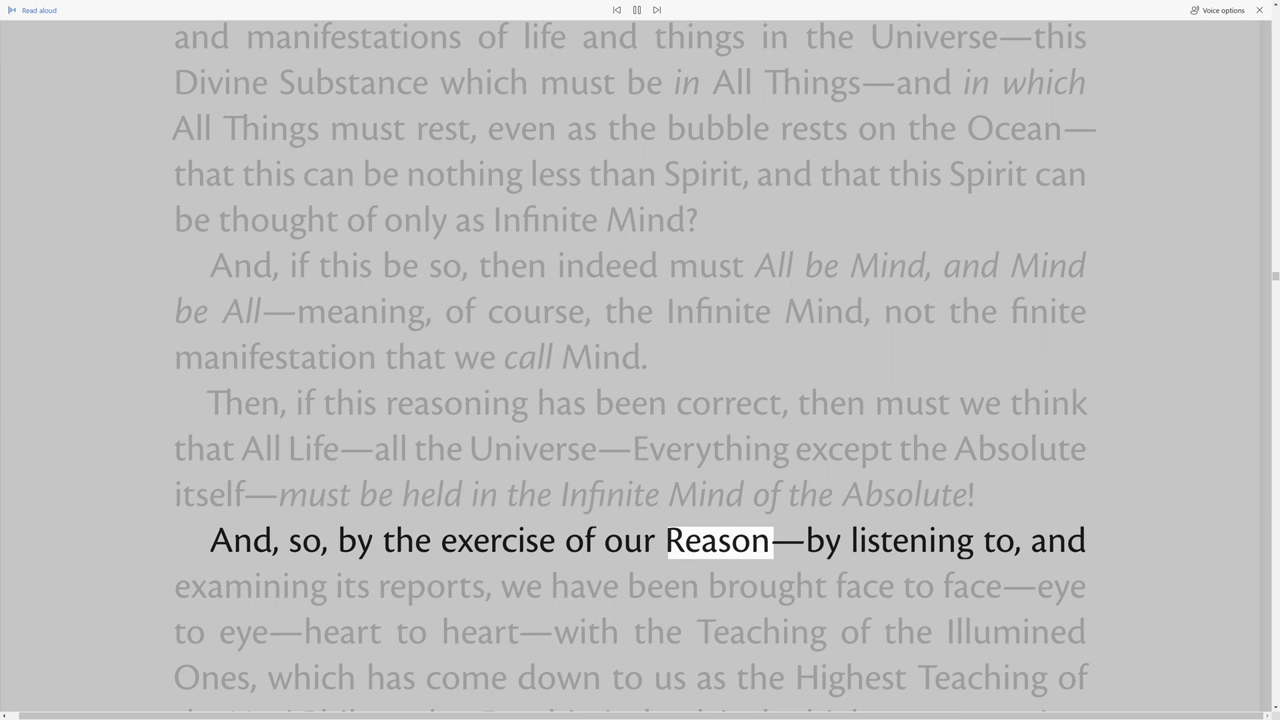 Read aloud
Voice options
and manifestations of life and things in the Universe—this
Divine Substance which must be in All Things—and in which
All Things must rest, even as the bubble rests on the Ocean—
that this can be nothing less than Spirit, and that this Spirit can
be thought of only as Infinite Mind?
And, if this be so, then indeed must All be Mind, and Mind
be All—meaning, of course, the Infinite Mind, not the finite
manifestation that we call Mind.
Then, if this reasoning has been correct, then must we think
that All Life—all the Universe—Everything except the Absolute
itself—must be held in the Infinite Mind of the Absolute!
And, so, by the exercise of our Reason—by listening to, and
examining its reports, we have been brought face to face—eye
to eye—heart to heart—with the Teaching of the Illumined
Ones, which has come down to us as the Highest Teaching of